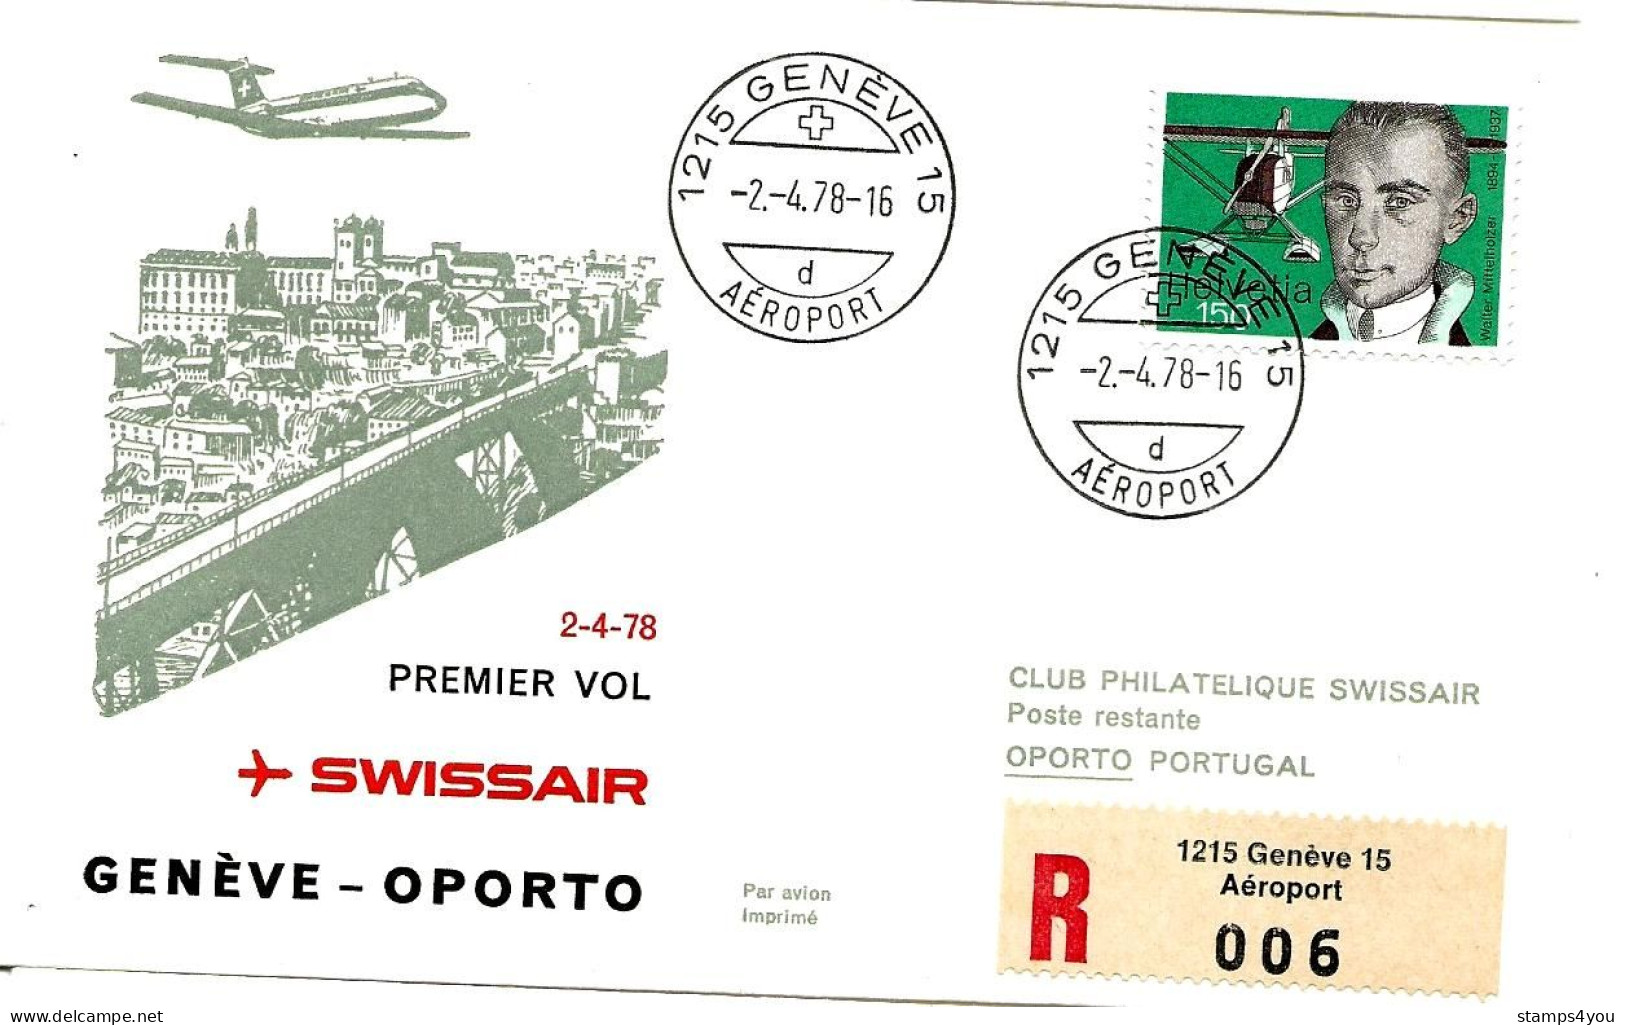 1215 GENÈVE 15
-2.-4.78-16
d
AÉROPORT
Helvetia
150
Walter Mittelholzer 1894-1937
1215 GENÈVE 15
-2.-4.78-16
d
AÉROPORT
2-4-78
PREMIER VOL
SWISSAIR
GENÈVE - OPORTO
Par avion
Imprimé
CLUB PHILATELIQUE SWISSAIR
Poste restante
OPORTO PORTUGAL
R
1215 Genève 15
Aéroport
006
delcampe.net
stamps4you